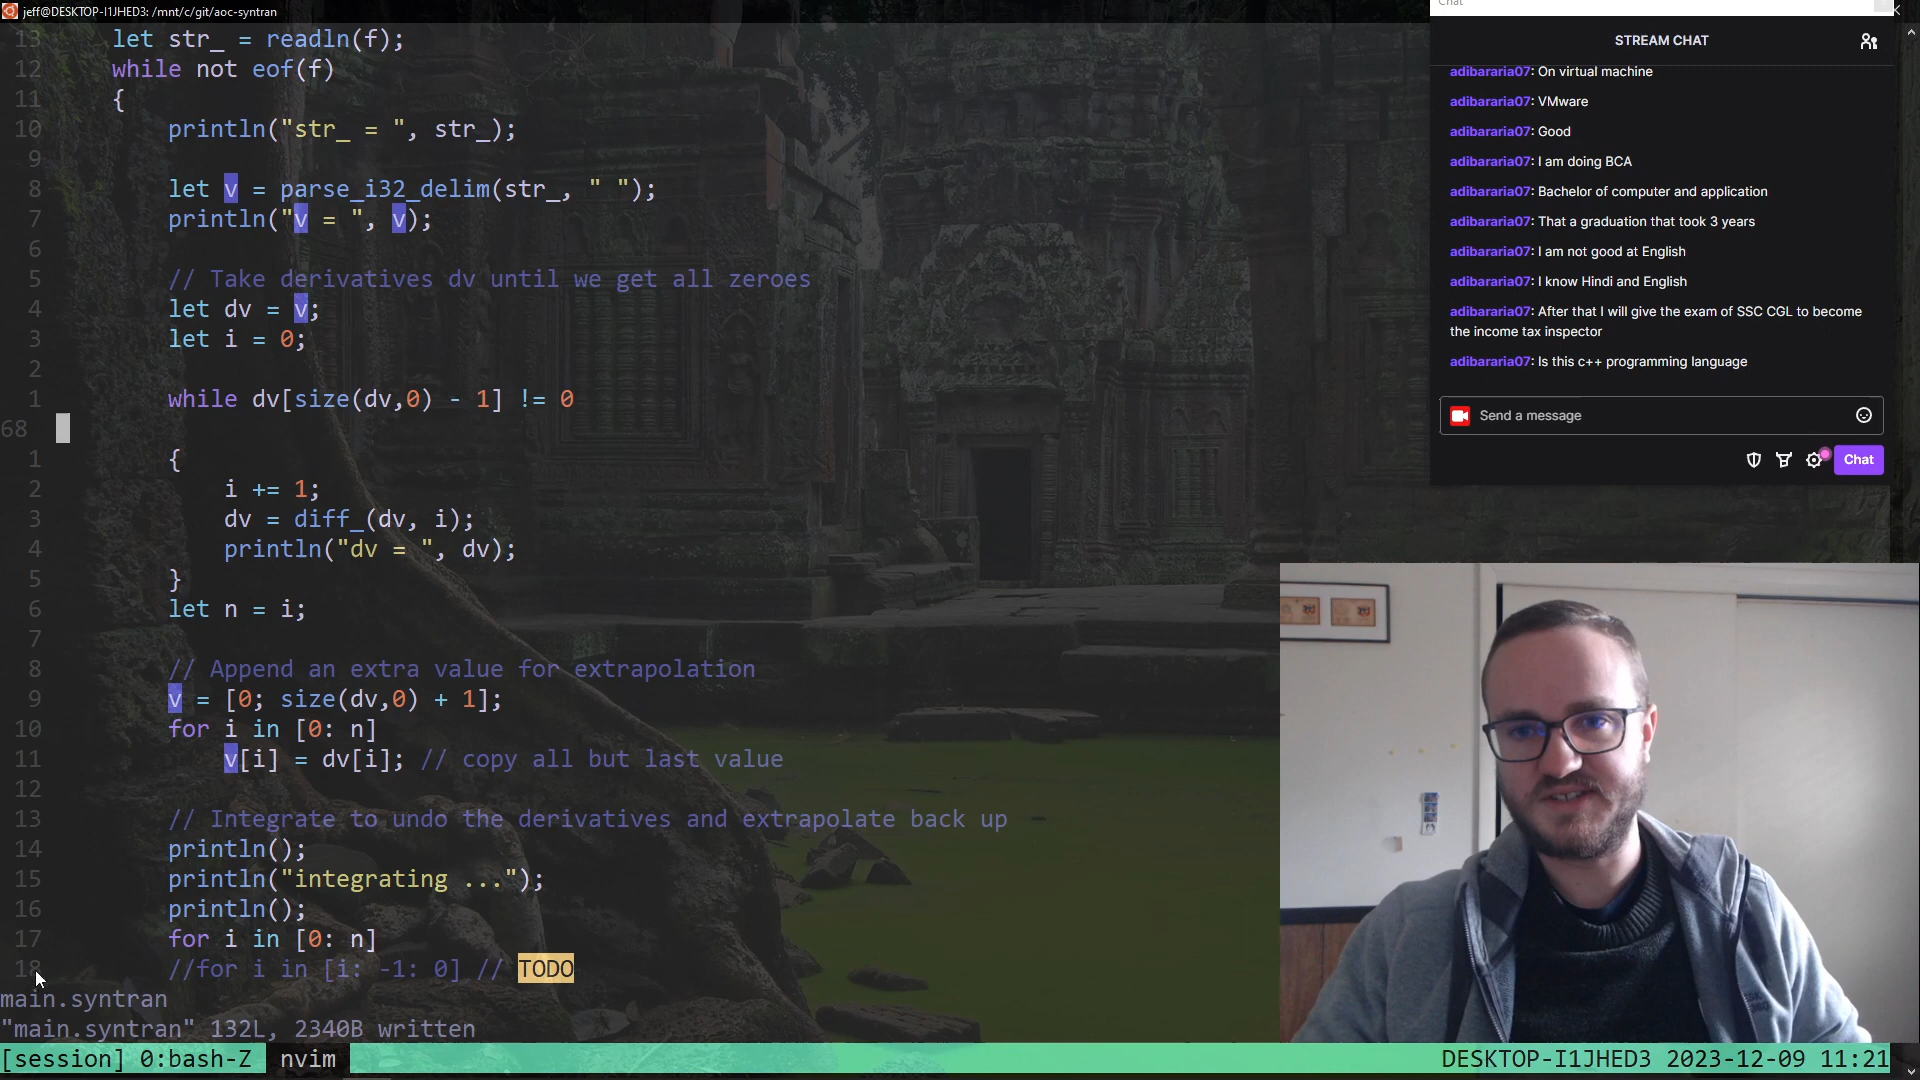 jeff@DESKTOP-I1JHED3: /mnt/c/git/aoc-syntran
13 let str_ = readln(f);
12 while not eof(f)
11 {
10 println("str_ = ", str_);
9
8 let v = parse_i32_delim(str_, " ");
7 println("v = ", v);
6
5 // Take derivatives dv until we get all zeroes
4 let dv = v;
3 let i = 0;
2
1 while dv[size(dv,0) - 1] != 0
68
1 {
2 i += 1;
3 dv = diff_(dv, i);
4 println("dv = ", dv);
5 }
6 let n = i;
7
8 // Append an extra value for extrapolation
9 v = [0; size(dv,0) + 1];
10 for i in [0: n]
11 v[i] = dv[i]; // copy all but last value
12
13 // Integrate to undo the derivatives and extrapolate back up
14 println();
15 println("integrating ...");
16 println();
17 for i in [0: n]
18 //for i in [i: -1: 0] // TODO
main.syntran
"main.syntran" 132L, 2340B written
[session] 0:bash-Z nvim
DESKTOP-I1JHED3 2023-12-09 11:21
Chat
STREAM CHAT
adibararia07: On virtual machine
adibararia07: VMware
adibararia07: Good
adibararia07: I am doing BCA
adibararia07: Bachelor of computer and application
adibararia07: That a graduation that took 3 years
adibararia07: I am not good at English
adibararia07: I know Hindi and English
adibararia07: After that I will give the exam of SSC CGL to become
the income tax inspector
adibararia07: Is this c++ programming language
Send a message
Chat